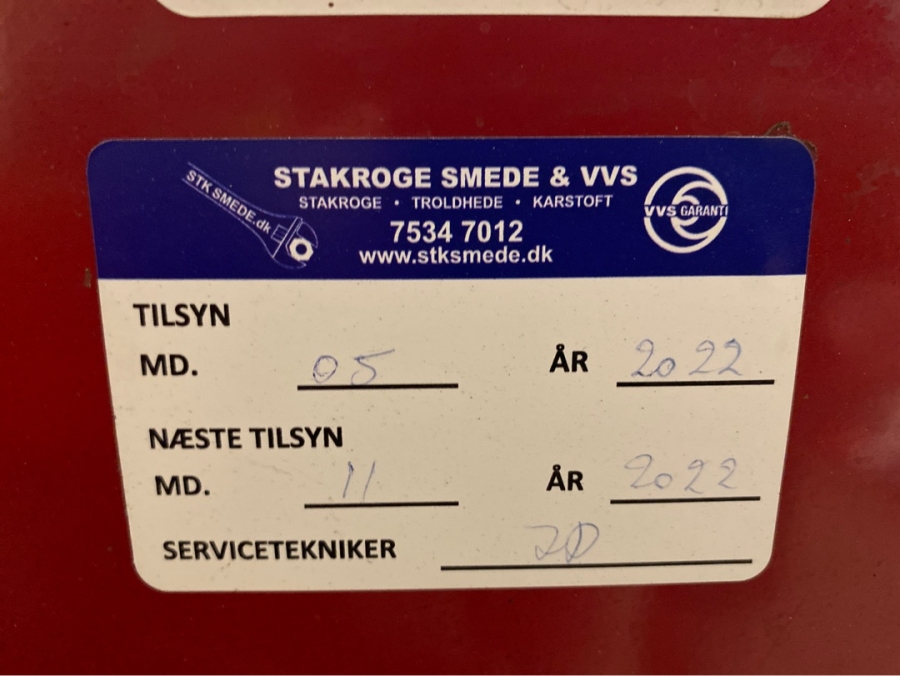 STK SMEDE.dk
STAKROGE SMEDE & VVS
STAKROGE · TROLDHEDE · KARSTOFT
7534 7012
www.stksmede.dk
VVS GARANTI
TILSYN
MD. 05 ÅR 2022
NÆSTE TILSYN
MD. 11 ÅR 2022
SERVICETEKNIKER